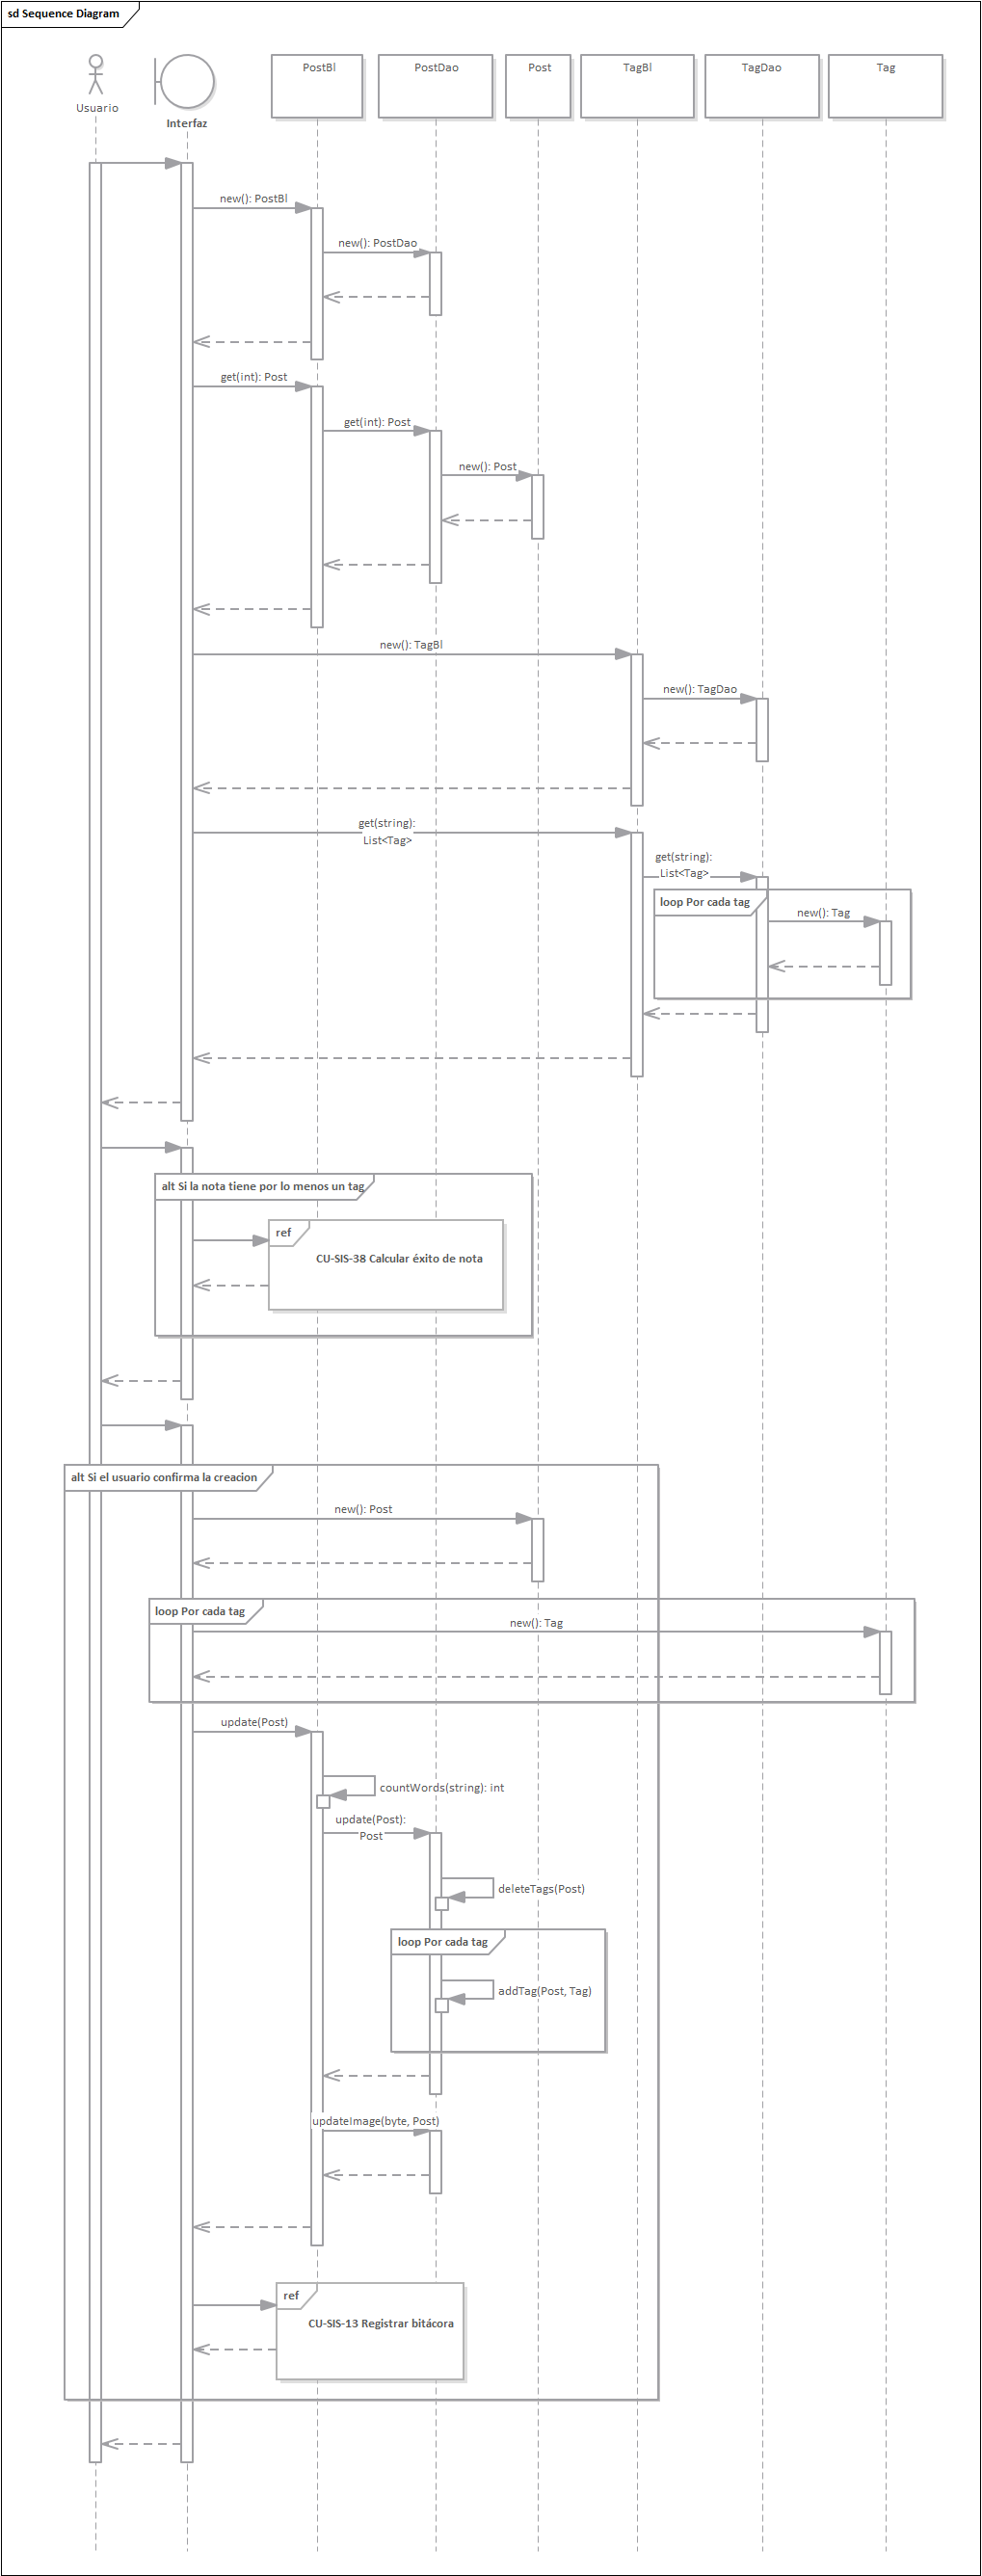 sd Sequence Diagram
Usuario
Interfaz
PostBl
PostDao
Post
TagBl
TagDao
Tag
new(): PostBl
new(): PostDao
get(int): Post
get(int): Post
new(): Post
new(): TagBl
new(): TagDao
get(string):
List<Tag>
get(string):
List<Tag>
loop Por cada tag
new(): Tag
alt Si la nota tiene por lo menos un tag
ref
CU-SIS-38 Calcular éxito de nota
alt Si el usuario confirma la creacion
new(): Post
loop Por cada tag
new(): Tag
update(Post)
countWords(string): int
update(Post):
Post
deleteTags(Post)
loop Por cada tag
addTag(Post, Tag)
updateImage(byte, Post)
ref
CU-SIS-13 Registrar bitácora